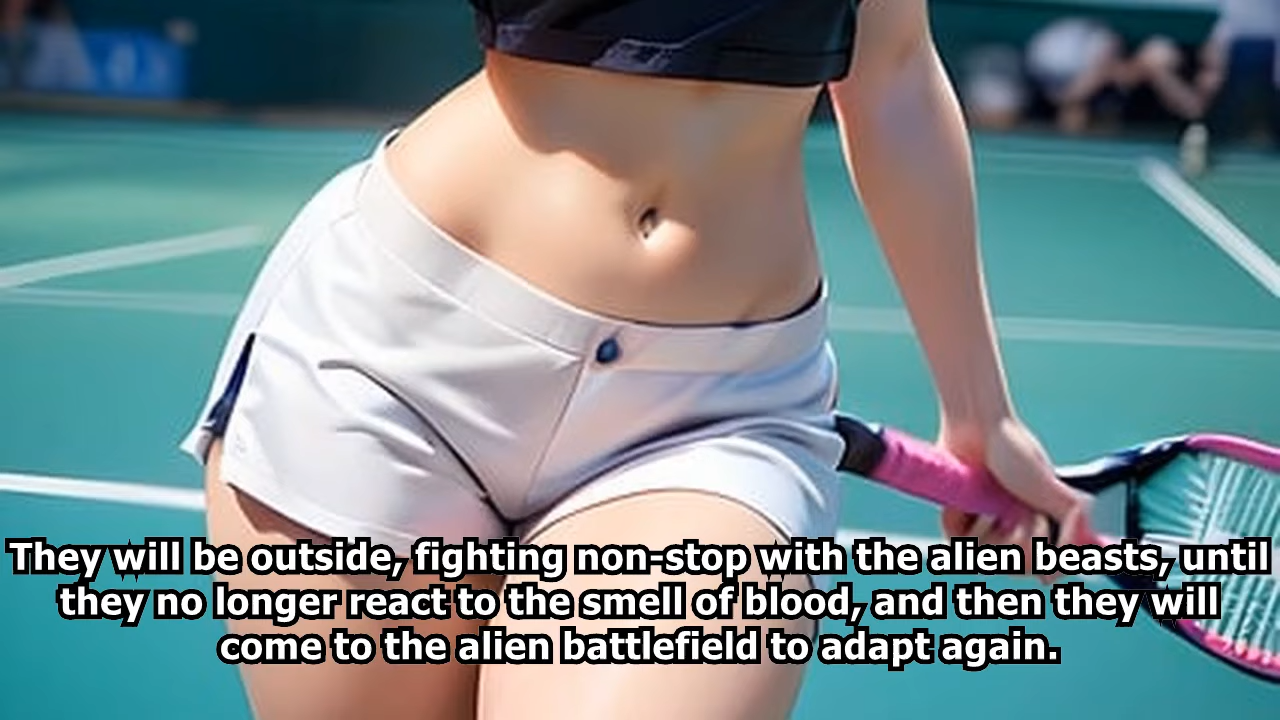 They will be outside, fighting non-stop with the alien beasts, until
they no longer react to the smell of blood, and then they will
come to the alien battlefield to adapt again.